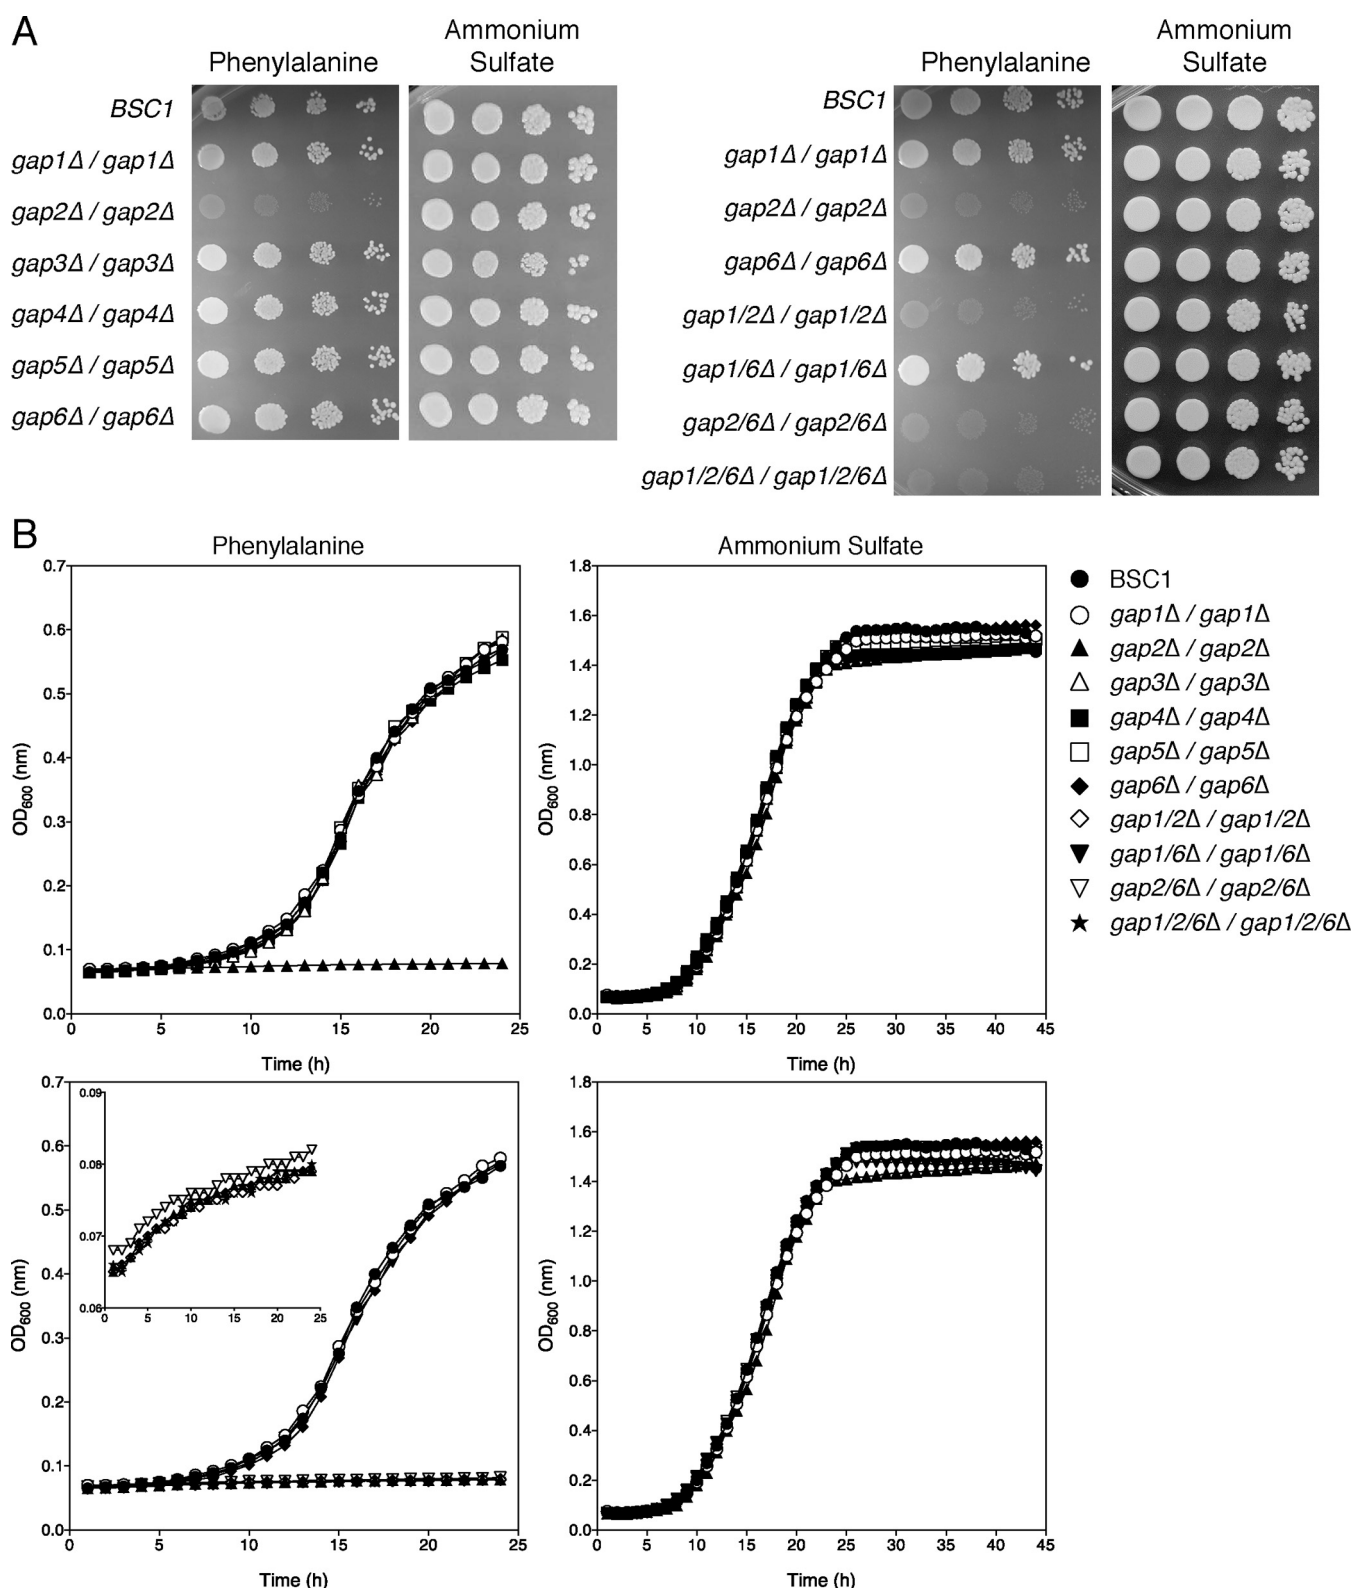 A
Phenylalanine
Ammonium
Sulfate
BSC1
gap1Δ / gap1Δ
gap2Δ / gap2Δ
gap3Δ / gap3Δ
gap4Δ / gap4Δ
gap5Δ / gap5Δ
gap6Δ / gap6Δ
Phenylalanine
Ammonium
Sulfate
BSC1
gap1Δ / gap1Δ
gap2Δ / gap2Δ
gap6Δ / gap6Δ
gap1/2Δ / gap1/2Δ
gap1/6Δ / gap1/6Δ
gap2/6Δ / gap2/6Δ
gap1/2/6Δ / gap1/2/6Δ
B
Phenylalanine
0.7
0.6
0.5
0.4
0.3
0.2
0.1
0.0
OD600 (nm)
0 5 10 15 20 25
Time (h)
Ammonium Sulfate
1.8
1.6
1.4
1.2
1.0
0.8
0.6
0.4
0.2
0.0
OD600 (nm)
0 5 10 15 20 25 30 35 40 45
Time (h)
BSC1
gap1Δ / gap1Δ
gap2Δ / gap2Δ
gap3Δ / gap3Δ
gap4Δ / gap4Δ
gap5Δ / gap5Δ
gap6Δ / gap6Δ
gap1/2Δ / gap1/2Δ
gap1/6Δ / gap1/6Δ
gap2/6Δ / gap2/6Δ
gap1/2/6Δ / gap1/2/6Δ
0.7
0.6
0.5
0.4
0.3
0.2
0.1
0.0
OD600 (nm)
0.09
0.08
0.07
0.06
0 5 10 15 20 25
0 5 10 15 20 25
Time (h)
1.8
1.6
1.4
1.2
1.0
0.8
0.6
0.4
0.2
0.0
OD600 (nm)
0 5 10 15 20 25 30 35 40 45
Time (h)